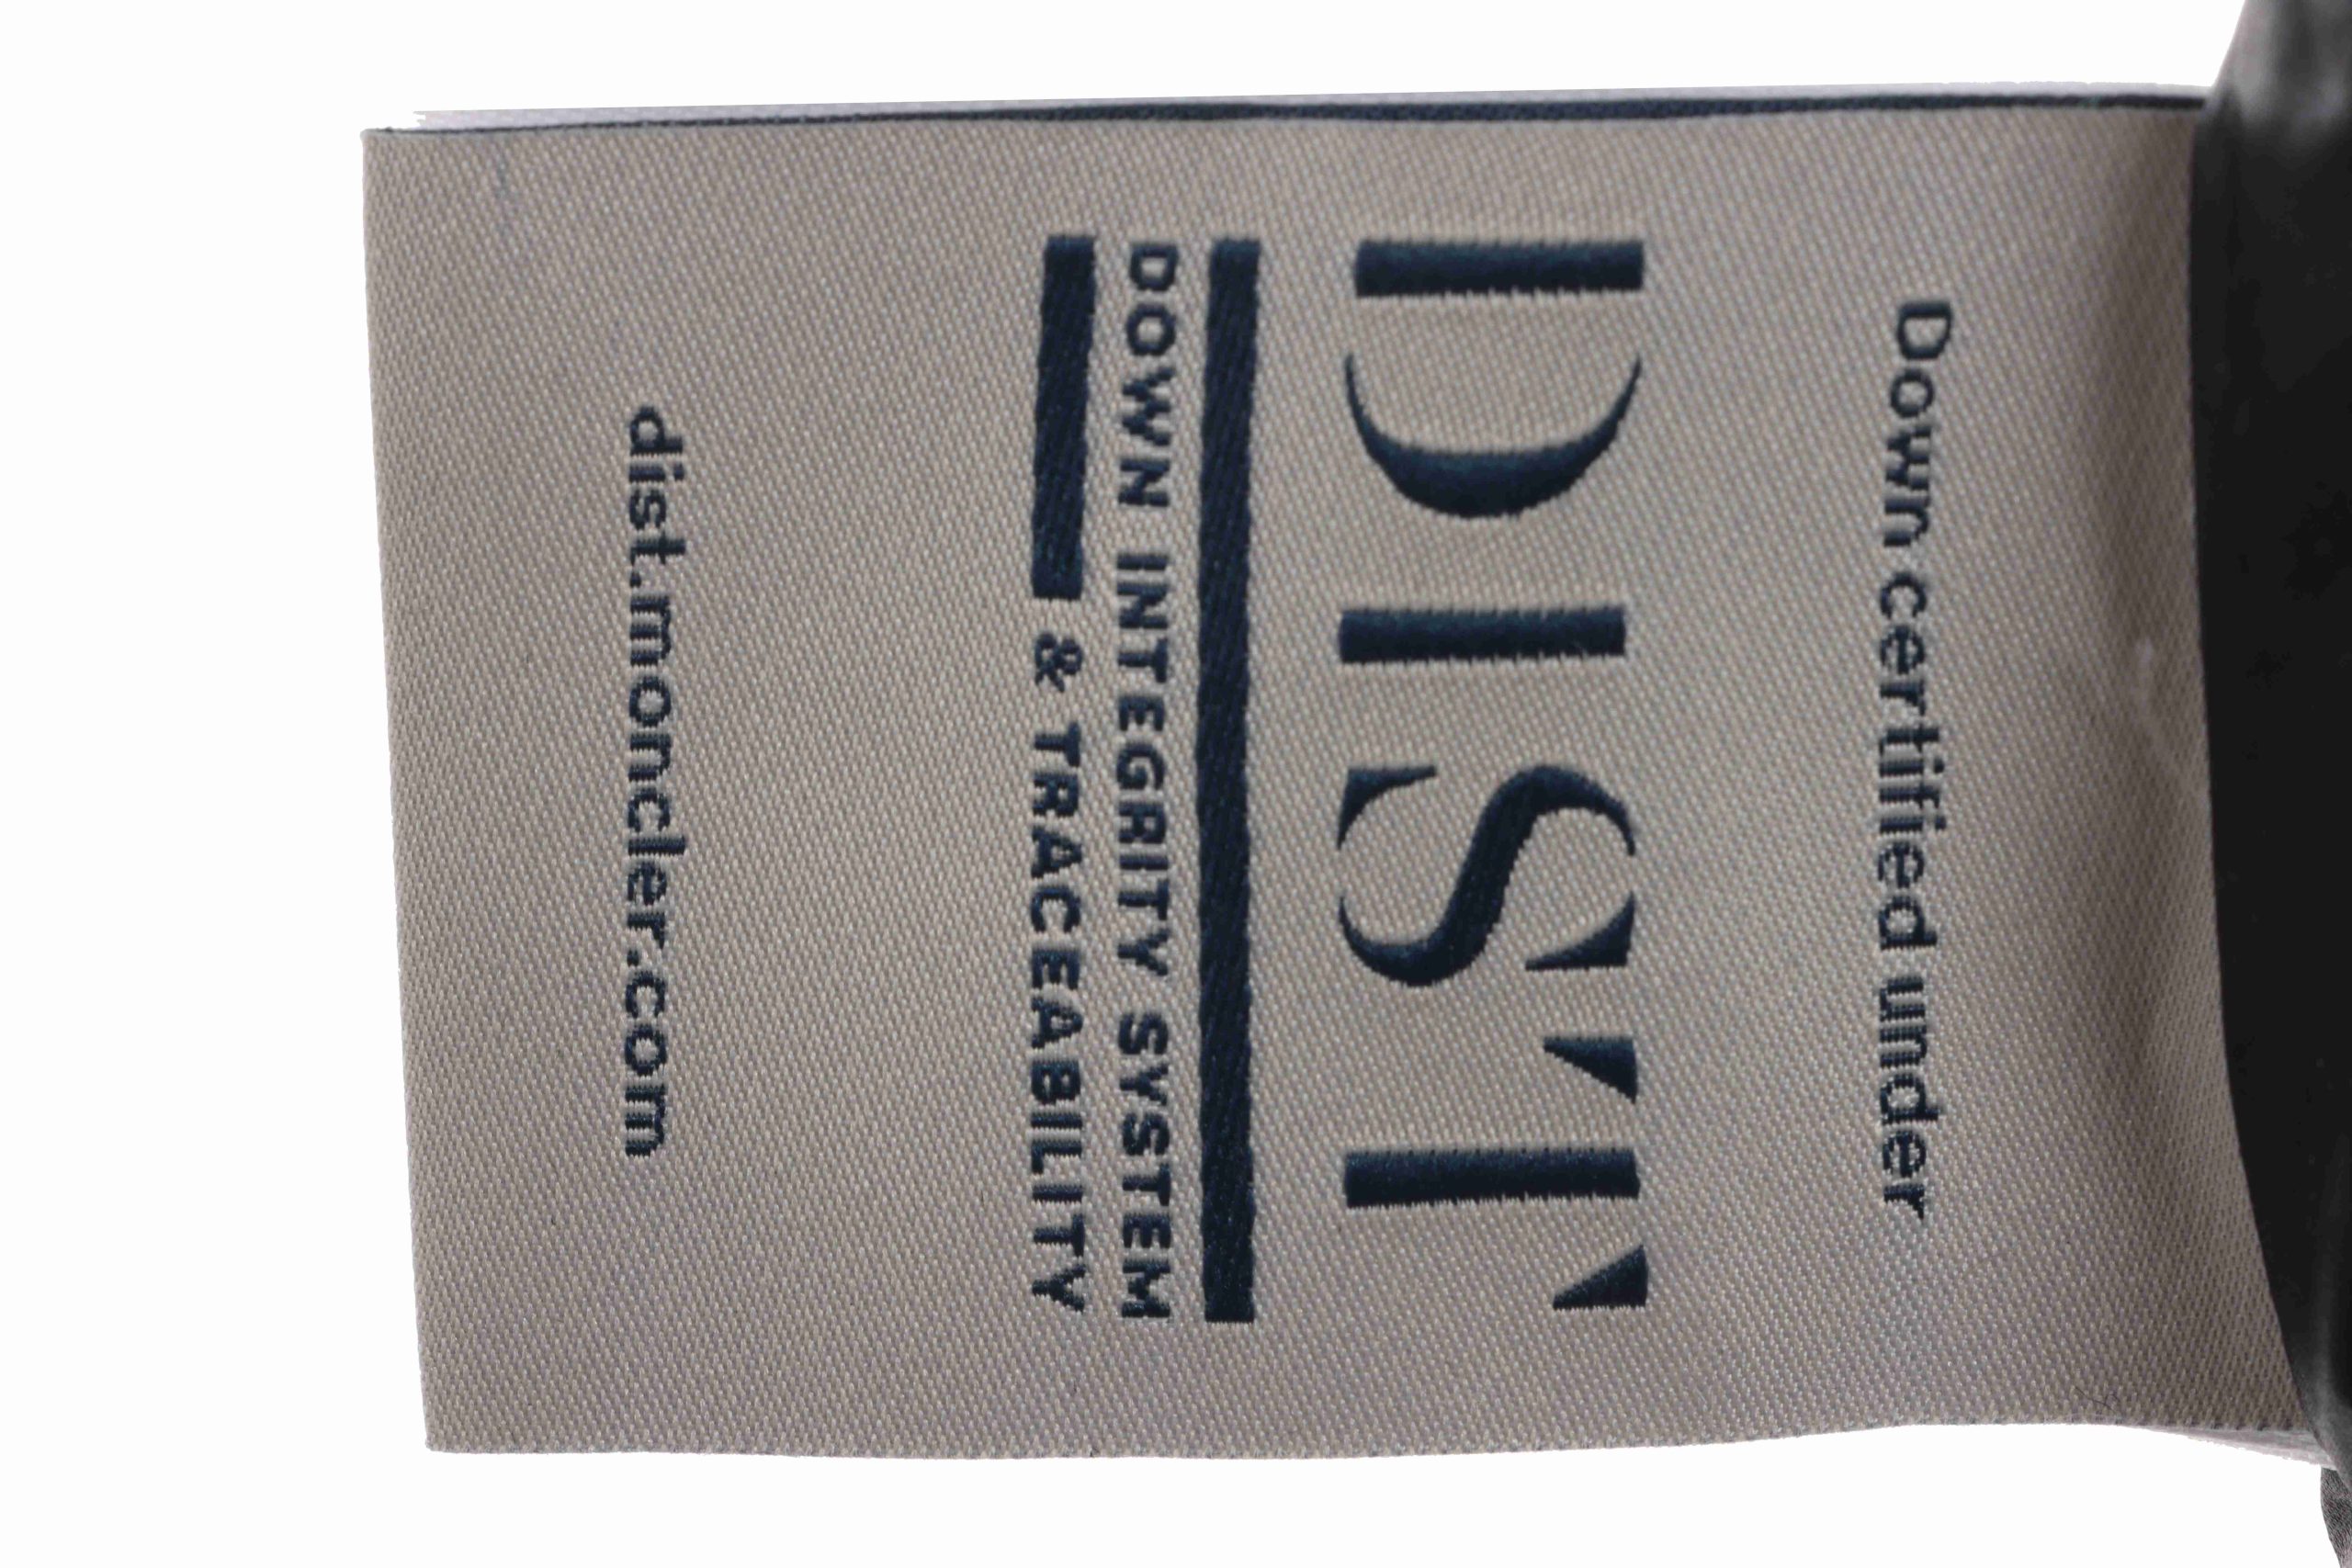 Down certified under
DIST
DOWN INTEGRITY SYSTEM
& TRACEABILITY
dist.moncler.com